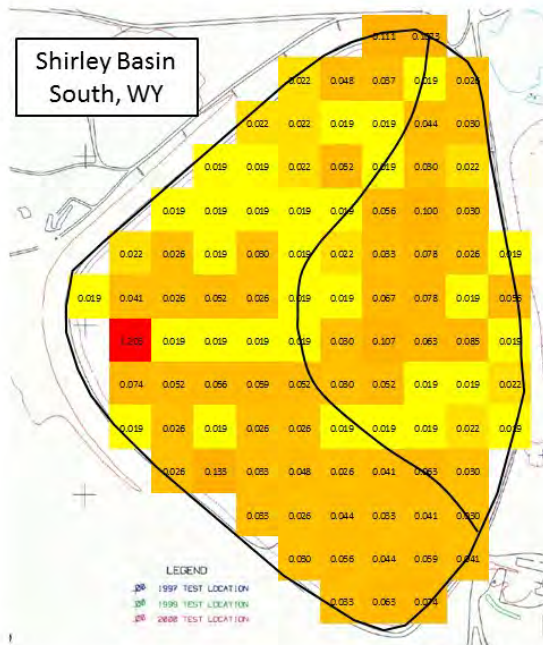 Shirley Basin
South, WY
0.111
0.022 0.048 0.037 0.019 0.026
0.022 0.022 0.019 0.019 0.044 0.030
0.019 0.019 0.022 0.052 0.019 0.030 0.022
0.019 0.019 0.019 0.019 0.019 0.056 0.100 0.030
0.022 0.026 0.019 0.030 0.019 0.022 0.033 0.078 0.026 0.019
0.019 0.041 0.026 0.052 0.026 0.019 0.019 0.067 0.078 0.019
0.019 0.019 0.019 0.019 0.030 0.107 0.063 0.085 0.019
0.074 0.052 0.056 0.059 0.052 0.030 0.052 0.019 0.019 0.022
0.019 0.026 0.019 0.026 0.026 0.019 0.019 0.019 0.022 0.019
0.026 0.135 0.033 0.048 0.026 0.041 0.063 0.030
0.033 0.026 0.044 0.033 0.041 0.030
0.030 0.056 0.044 0.059 0.041
0.033 0.063 0.074
LEGEND
1997 TEST LOCATION
1999 TEST LOCATION
2000 TEST LOCATION